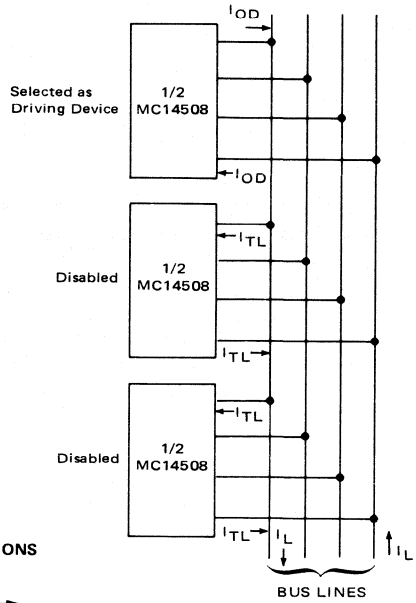 IOD
Selected as
Driving Device
1/2
MC14508
IOD
ITL
Disabled
1/2
MC14508
ITL
ITL
Disabled
1/2
MC14508
ITL
IL
IL
ONS
BUS LINES